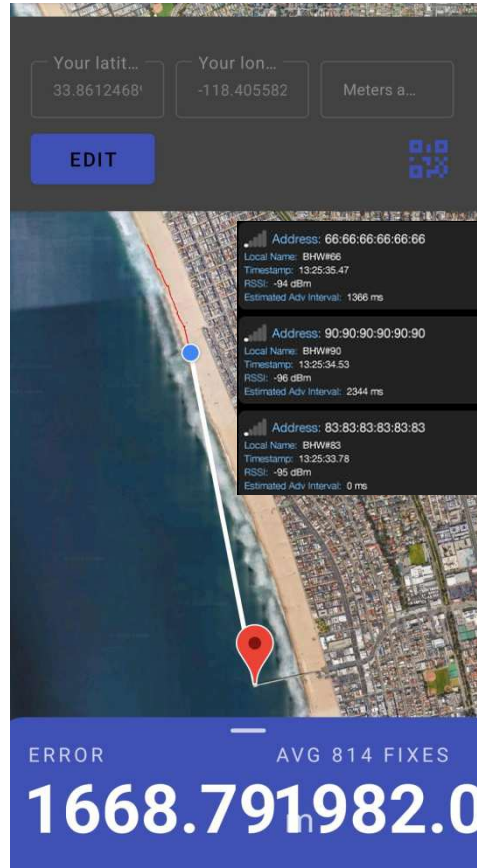 Your latit...
Your lon...
33.8612468
-118.405582
Meters a...
EDIT
Address: 66:66:66:66:66:66
Local Name: BHW#66
Timestamp: 13:25:35.47
RSSI: -94 dBm
Estimated Adv Interval: 1366 ms
Address: 90:90:90:90:90:90
Local Name: BHW#90
Timestamp: 13:25:34.53
RSSI: -96 dBm
Estimated Adv Interval: 2344 ms
Address: 83:83:83:83:83:83
Local Name: BHW#83
Timestamp: 13:25:33.78
RSSI: -95 dBm
Estimated Adv Interval: 0 ms
ERROR
AVG 814 FIXES
1668.79 m
1982.0